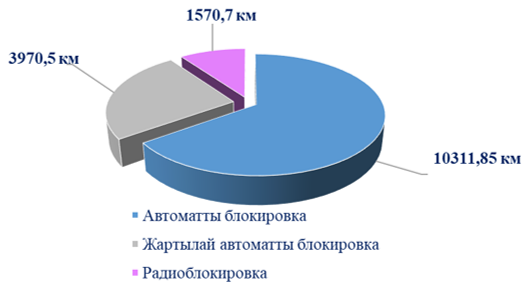 1570,7 км
3970,5 км
10311,85 км
Автоматты блокировка
Жартылай автоматты блокировка
Радиоблокировка